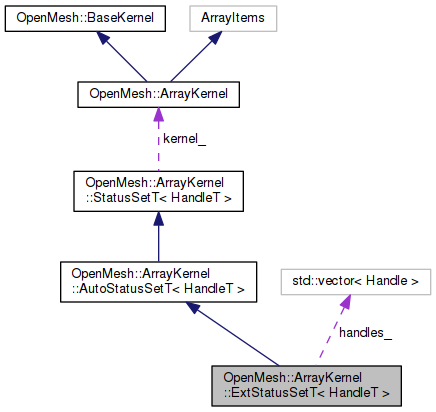 OpenMesh::BaseKernel
ArrayItems
OpenMesh::ArrayKernel
kernel_
OpenMesh::ArrayKernel
::StatusSetT< HandleT >
OpenMesh::ArrayKernel
::AutoStatusSetT< HandleT >
std::vector< Handle >
handles_
OpenMesh::ArrayKernel
::ExtStatusSetT< HandleT >